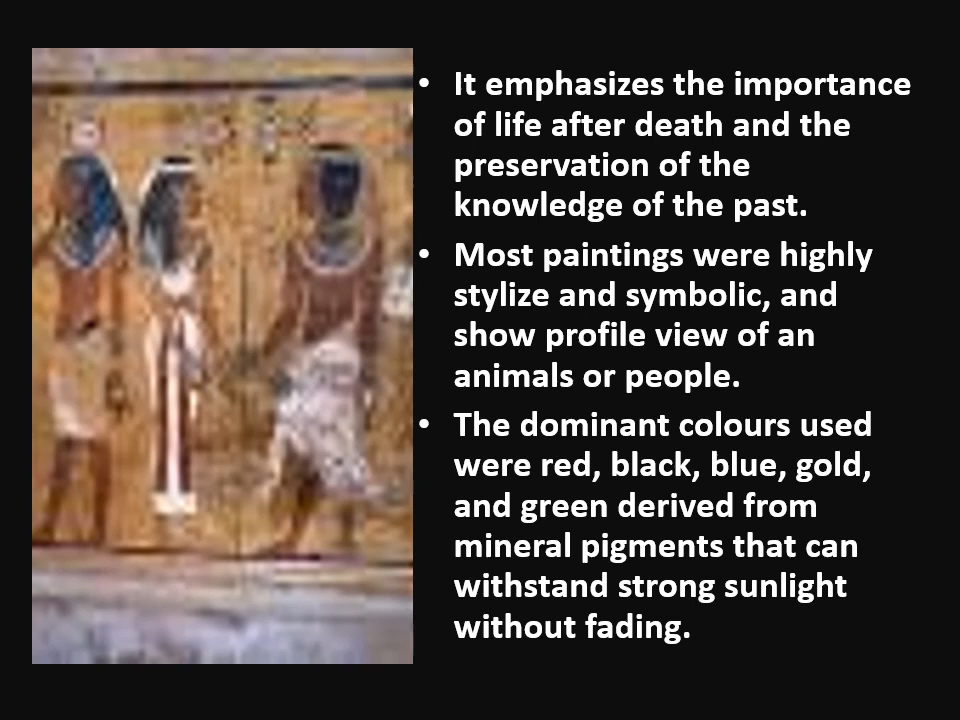 • It emphasizes the importance
of life after death and the
preservation of the
knowledge of the past.
• Most paintings were highly
stylize and symbolic, and
show profile view of an
animals or people.
• The dominant colours used
were red, black, blue, gold,
and green derived from
mineral pigments that can
withstand strong sunlight
without fading.